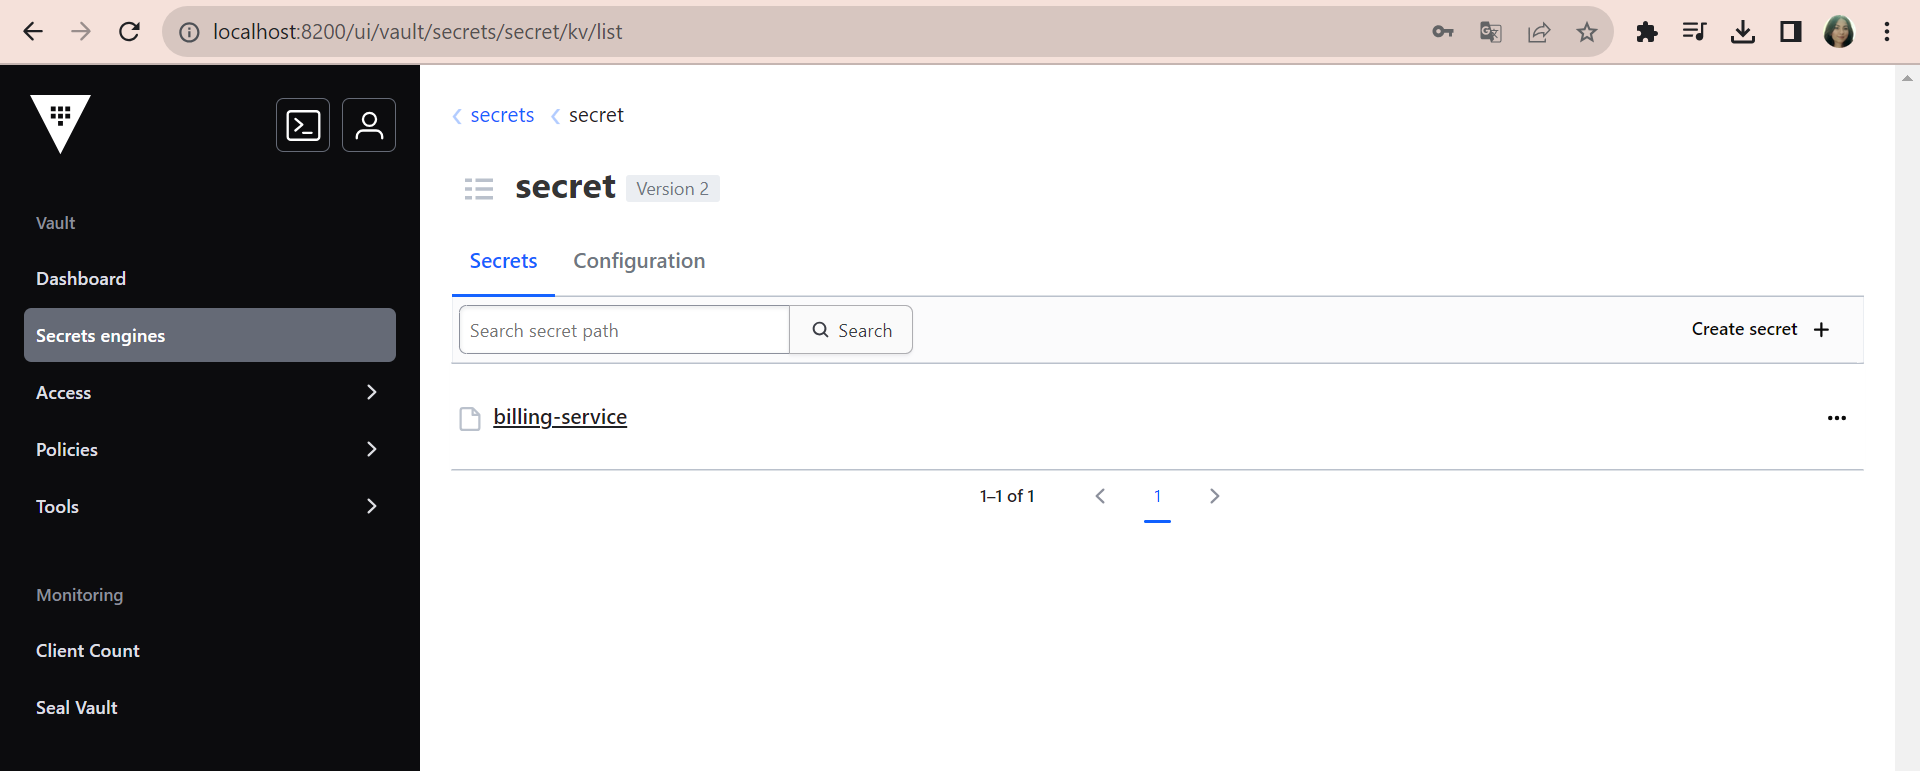 localhost:8200/ui/vault/secrets/secret/kv/list
secrets secret
secret Version 2
Secrets Configuration
Search secret path Search Create secret
billing-service
1–1 of 1 1
Vault
Dashboard
Secrets engines
Access
Policies
Tools
Monitoring
Client Count
Seal Vault